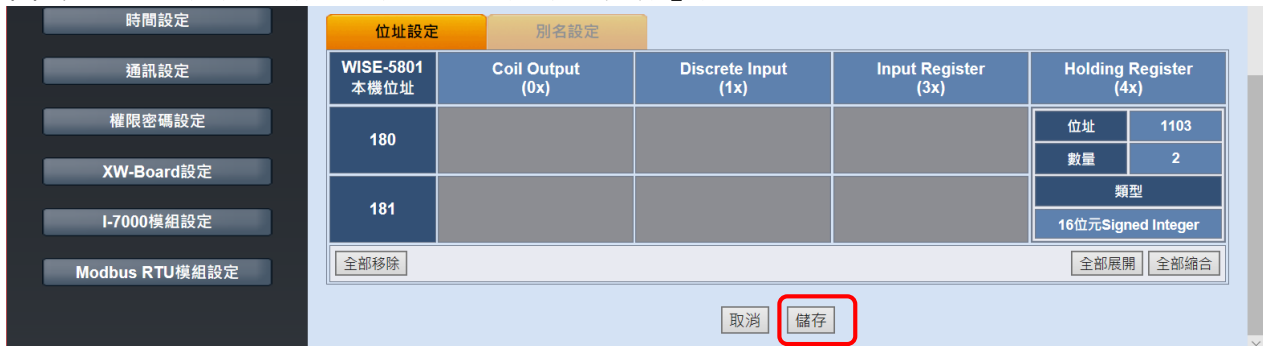 時間設定
通訊設定
權限密碼設定
XW-Board設定
I-7000模組設定
Modbus RTU模組設定
位址設定 別名設定
WISE-5801 本機位址 Coil Output (0x) Discrete Input (1x) Input Register (3x) Holding Register (4x)
180 位址 1103
數量 2
181 類型
16位元Signed Integer
全部移除 全部展開 全部縮合
取消 儲存